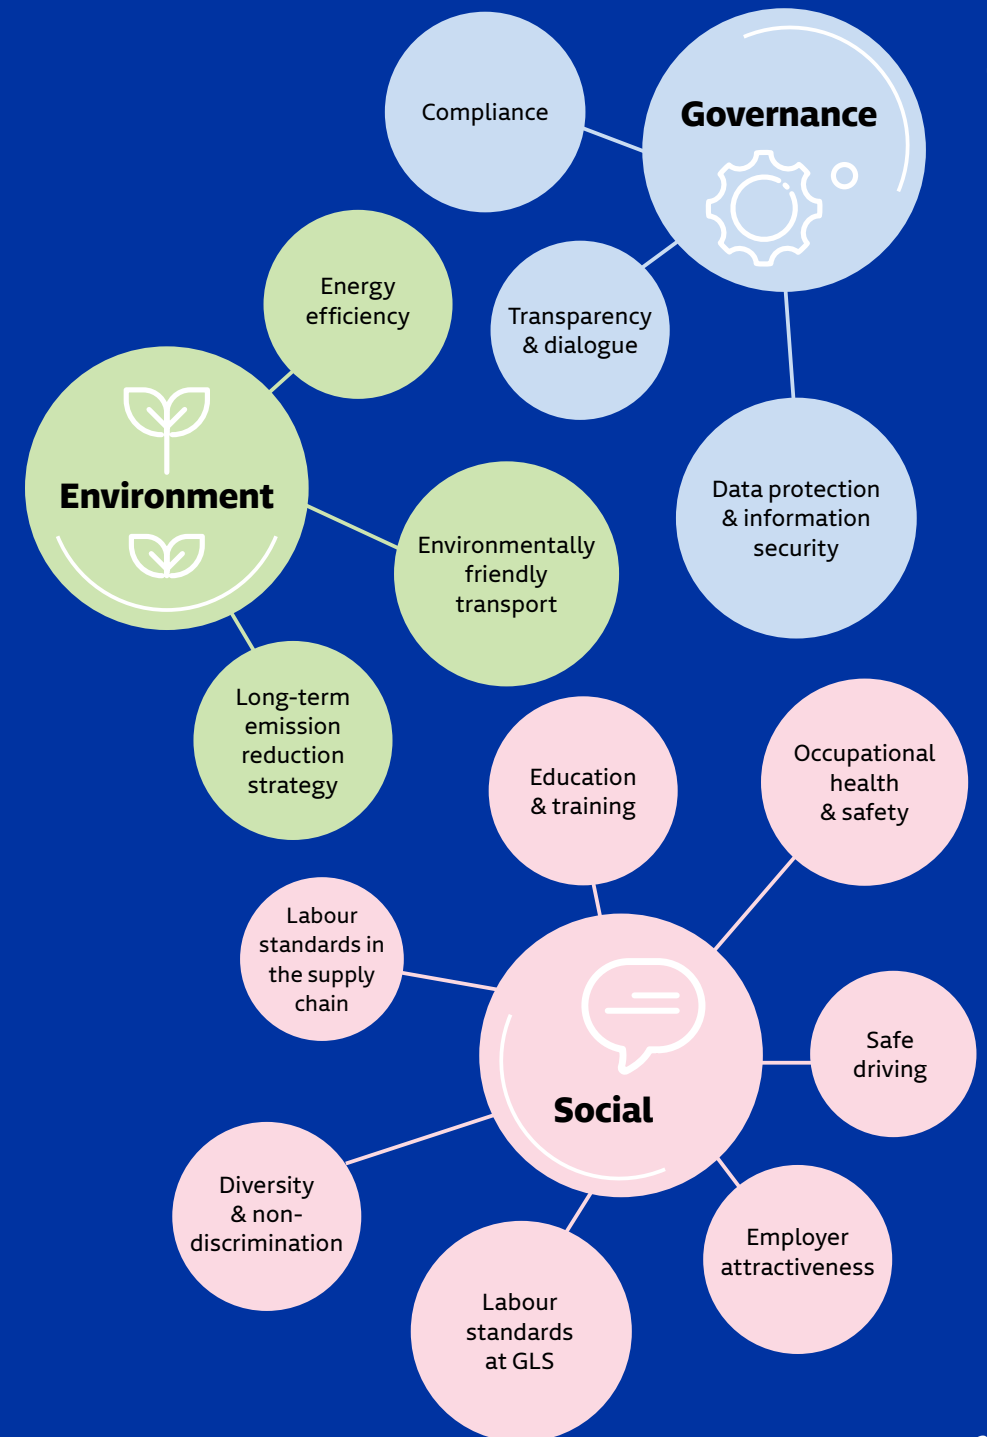 Compliance
Governance
Energy
efficiency
Transparency
& dialogue
Environment
Data protection
& information
security
Environmentally
friendly
transport
Long-term
emission
reduction
strategy
Education
& training
Occupational
health
& safety
Labour
standards in
the supply
chain
Safe
driving
Social
Diversity
& non-
discrimination
Employer
attractiveness
Labour
standards
at GLS